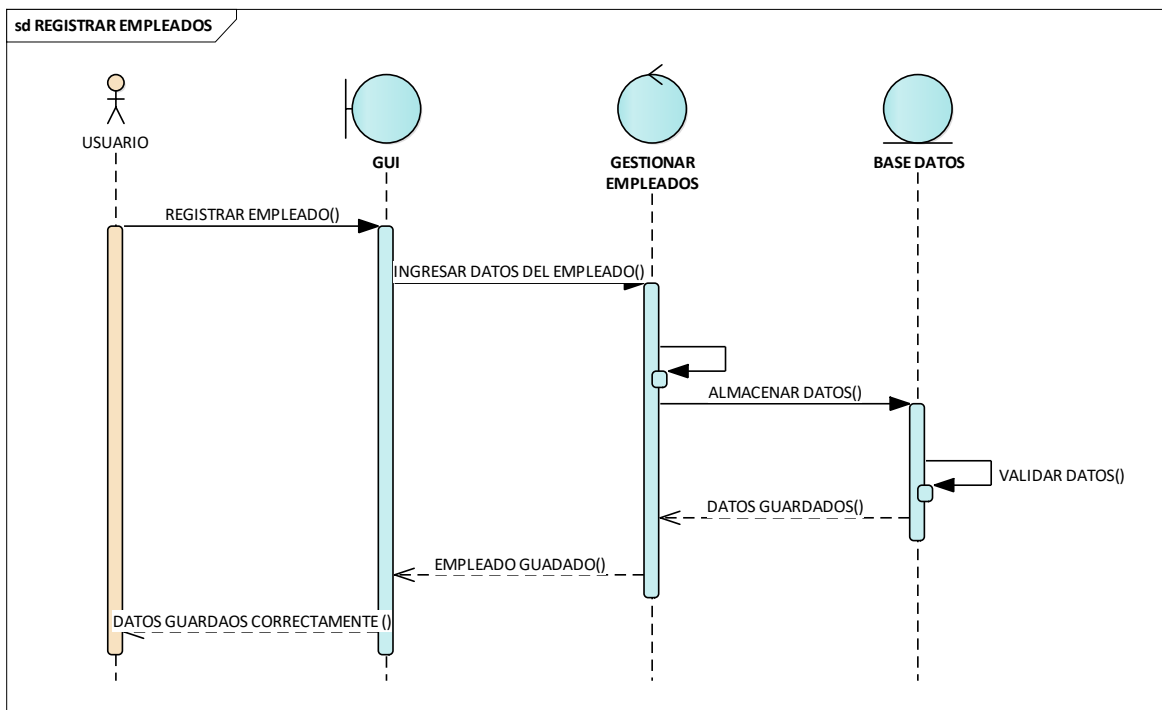 sd REGISTRAR EMPLEADOS
USUARIO
GUI
GESTIONAR
EMPLEADOS
BASE DATOS
REGISTRAR EMPLEADO()
INGRESAR DATOS DEL EMPLEADO()
ALMACENAR DATOS()
VALIDAR DATOS()
DATOS GUARDADOS()
EMPLEADO GUADADO()
DATOS GUARDAOS CORRECTAMENTE ()